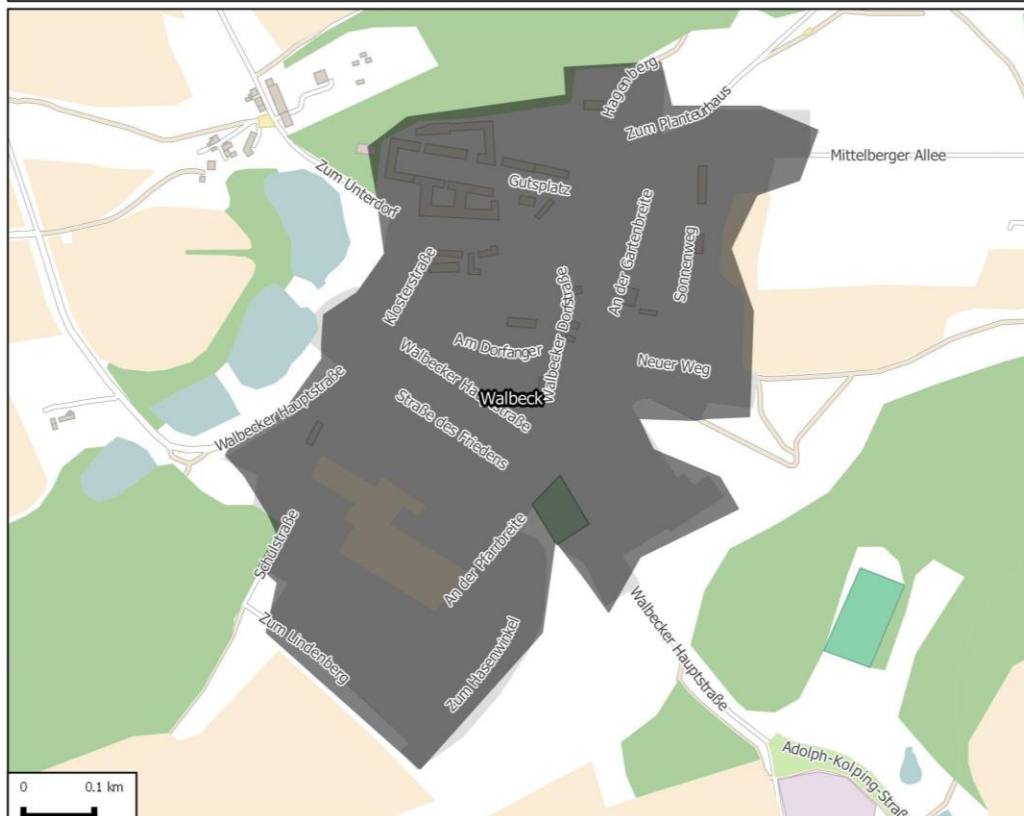 Hagenberg
Zum Planteurhaus
Mittelberger Allee
Zum Unterdorf
Gutsplatz
An der Gartenbreite
Sonnenweg
Klosterstraße
Walbecker Dorfstraße
Am Dorfanger
Walbecker Hauptstraße
Neuer Weg
Walbeck
Walbecker Hauptstraße
Straße des Friedens
Schulstraße
An der Pfarrbreite
Zum Lindenberg
Zum Hasenwinkel
Walbecker Hauptstraße
Adolph-Kolping-Straß
0 0.1 km